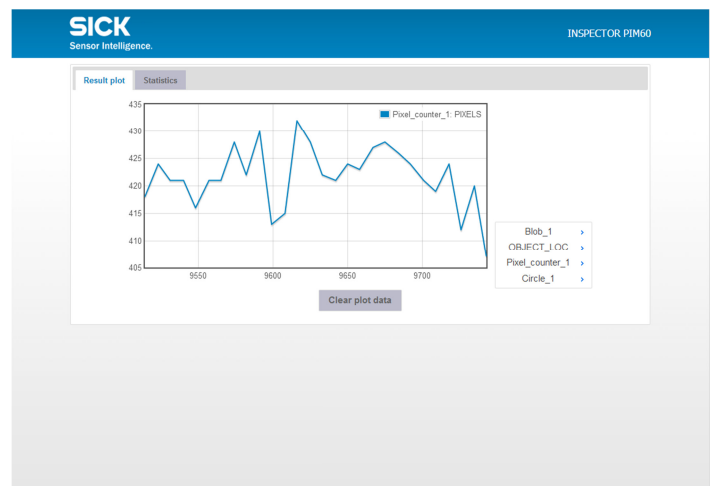 SICK
Sensor Intelligence.
INSPECTOR PIM60
Result plot
Statistics
Pixel_counter_1: PIXELS
435
430
425
420
415
410
405
9550
9600
9650
9700
Blob_1 ›
OBJECT_LOC ›
Pixel_counter_1 ›
Circle_1 ›
Clear plot data